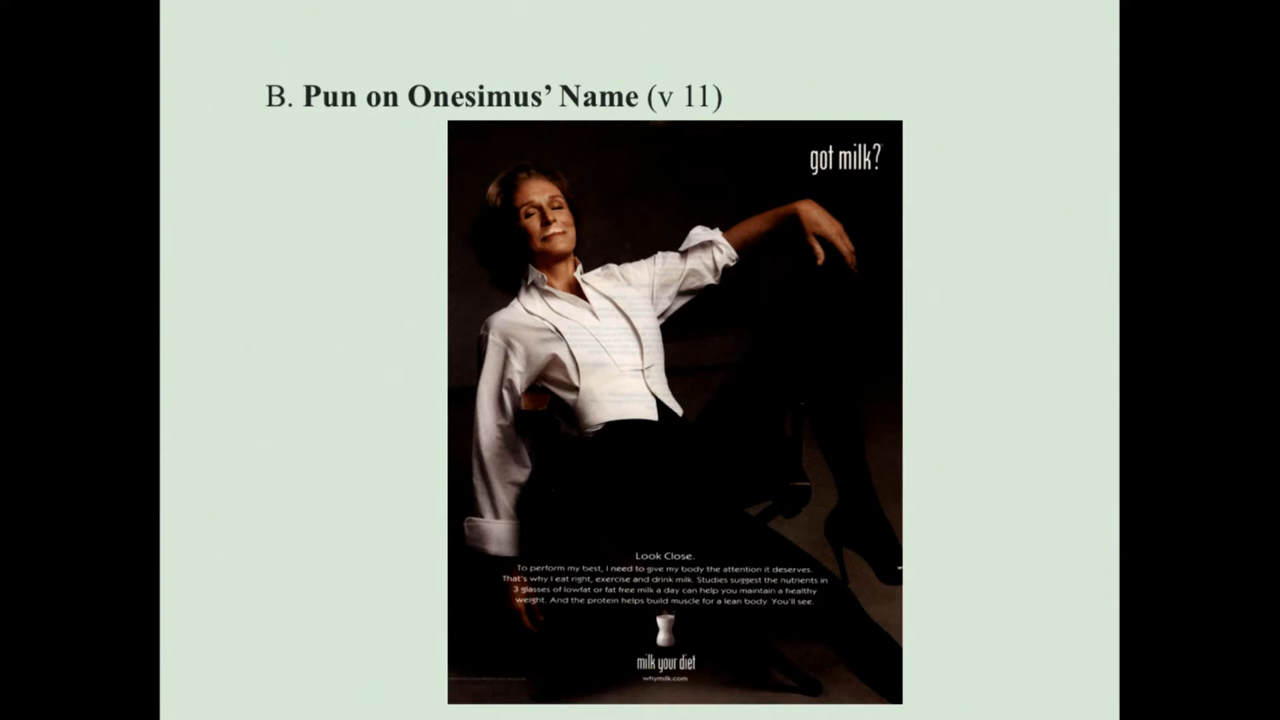 B. Pun on Onesimus’ Name (v 11)
got milk?
Look Close.
To perform my best, I need to give my body the attention it deserves.
That's why I eat right, exercise and drink milk. Studies suggest the nutrients in
3 glasses of lowfat or fat free milk a day can help you maintain a healthy
weight. And the protein helps build muscle for a lean body. You'll see.
milk your diet
whymilk.com